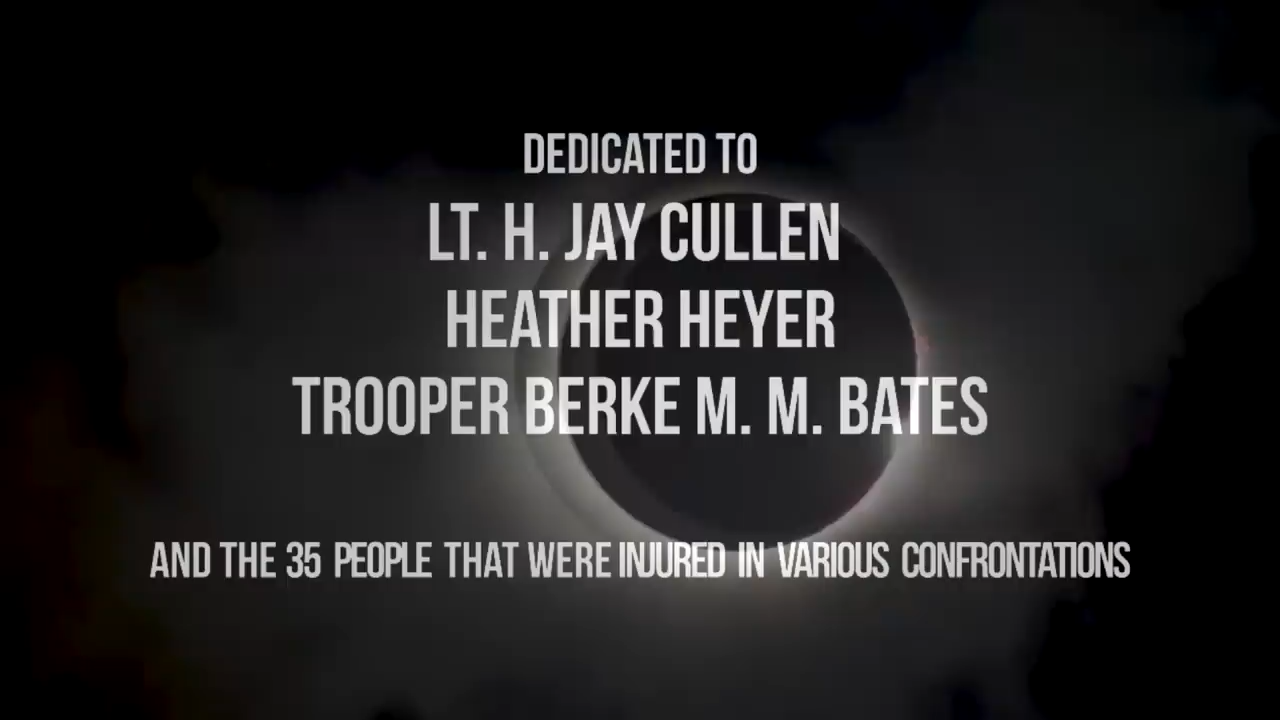 DEDICATED TO
LT. H. JAY CULLEN
HEATHER HEYER
TROOPER BERKE M. M. BATES
AND THE 35 PEOPLE THAT WERE INJURED IN VARIOUS CONFRONTATIONS